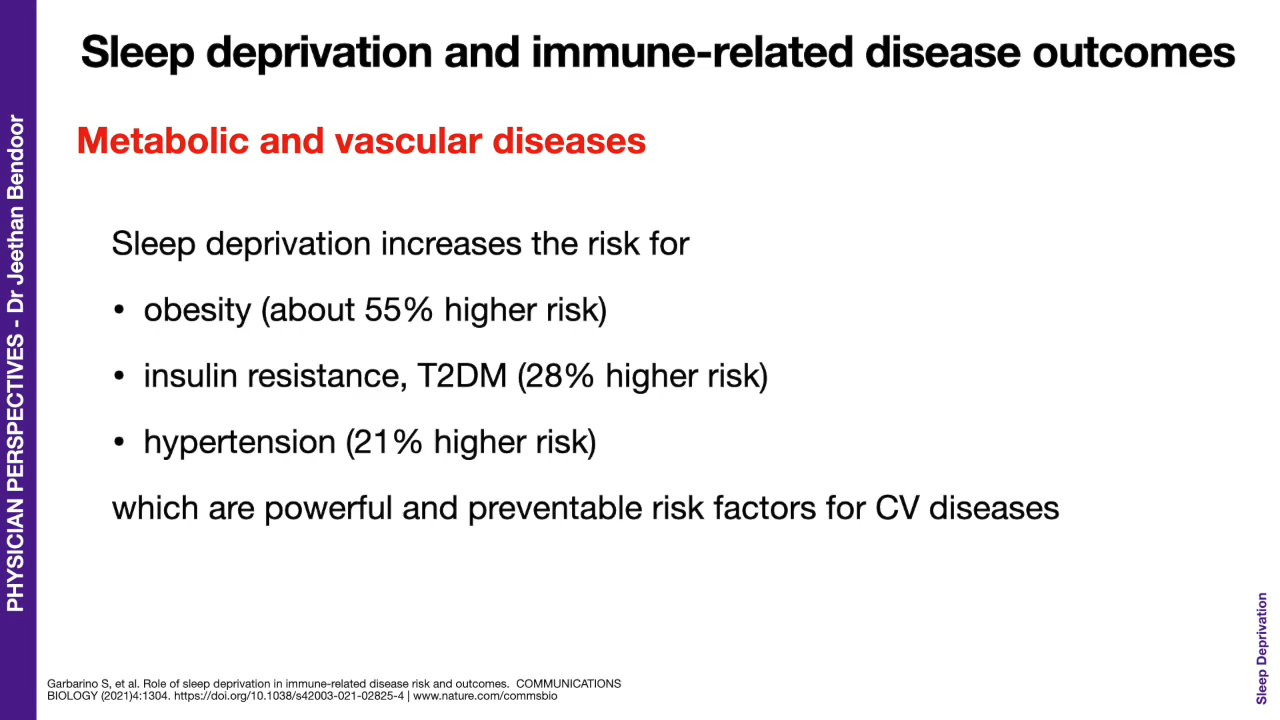 Sleep deprivation and immune-related disease outcomes
Metabolic and vascular diseases
Sleep deprivation increases the risk for
• obesity (about 55% higher risk)
• insulin resistance, T2DM (28% higher risk)
• hypertension (21% higher risk)
which are powerful and preventable risk factors for CV diseases
PHYSICIAN PERSPECTIVES - Dr Jeethan Bendoor
Sleep Deprivation
Garbarino S, et al. Role of sleep deprivation in immune-related disease risk and outcomes. COMMUNICATIONS
BIOLOGY (2021)4:1304. https://doi.org/10.1038/s42003-021-02825-4 | www.nature.com/commsbio